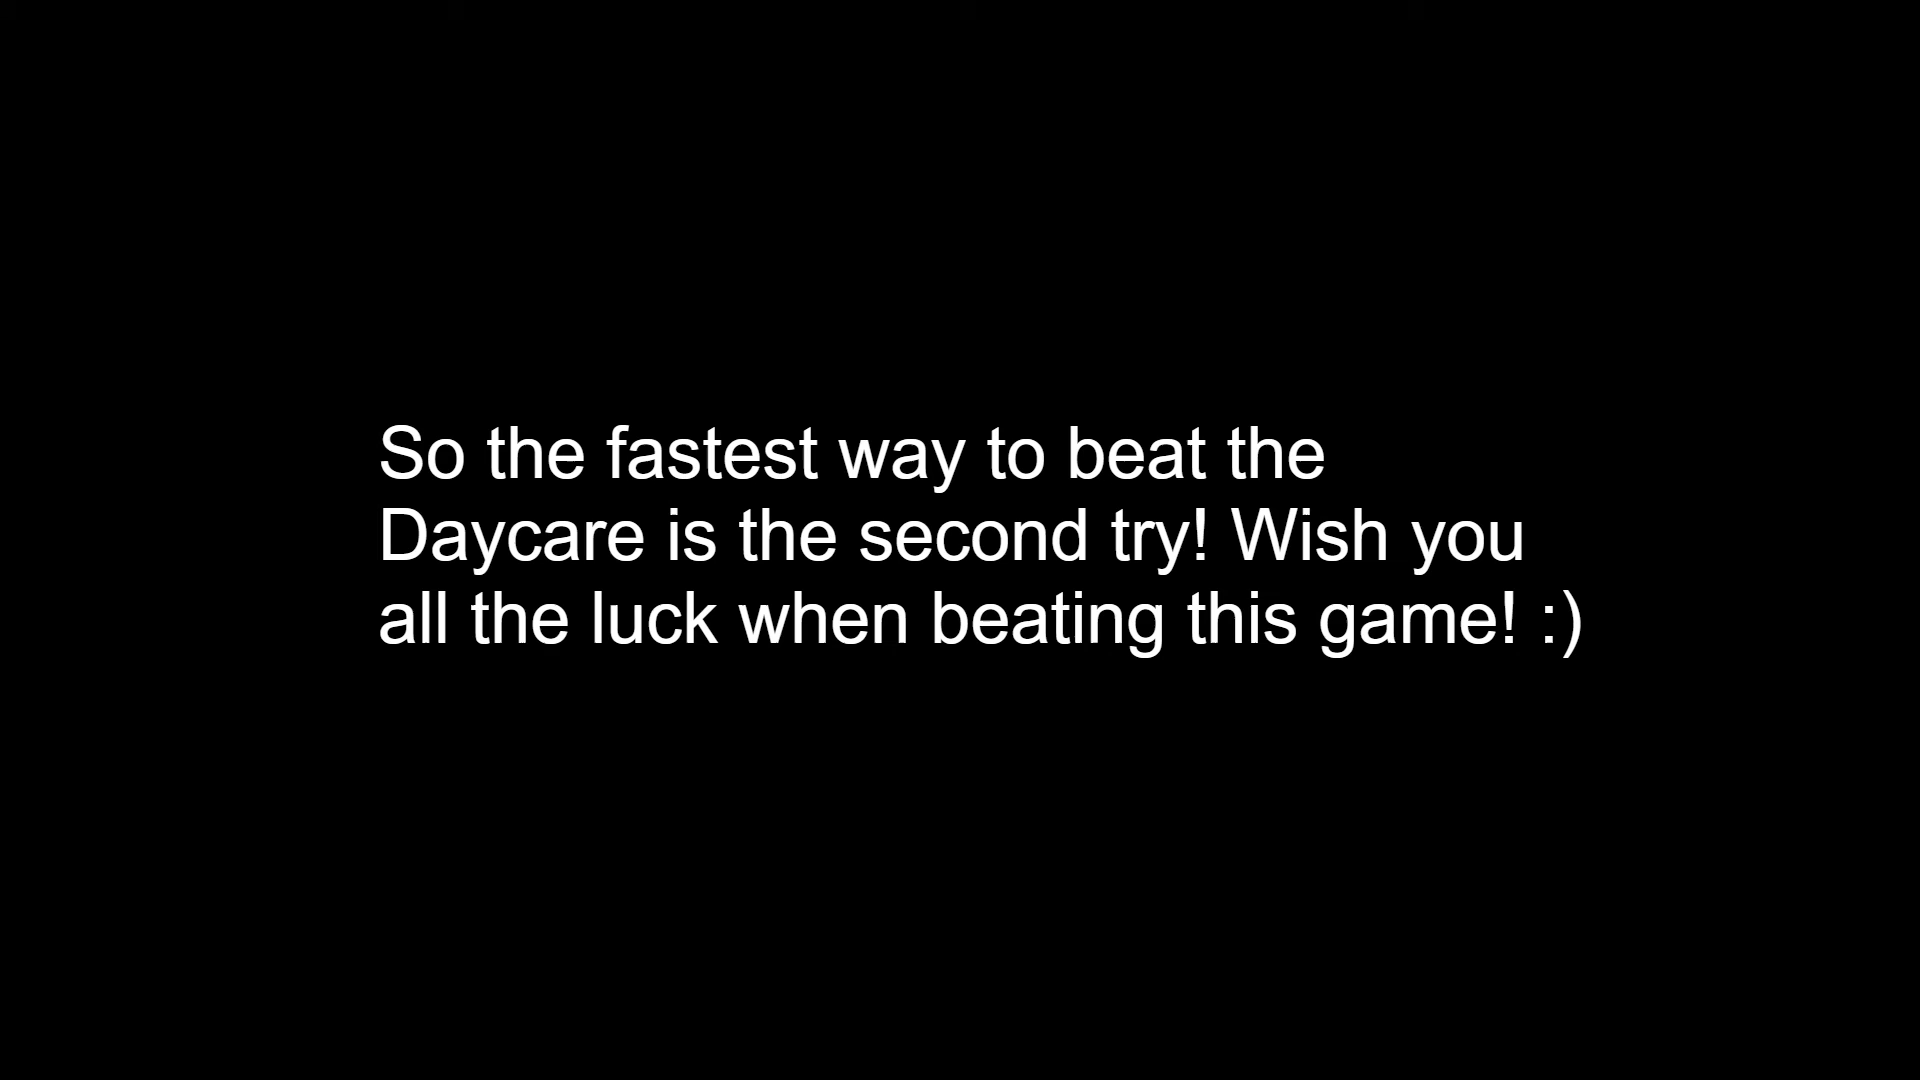 So the fastest way to beat the
Daycare is the second try! Wish you
all the luck when beating this game! :)